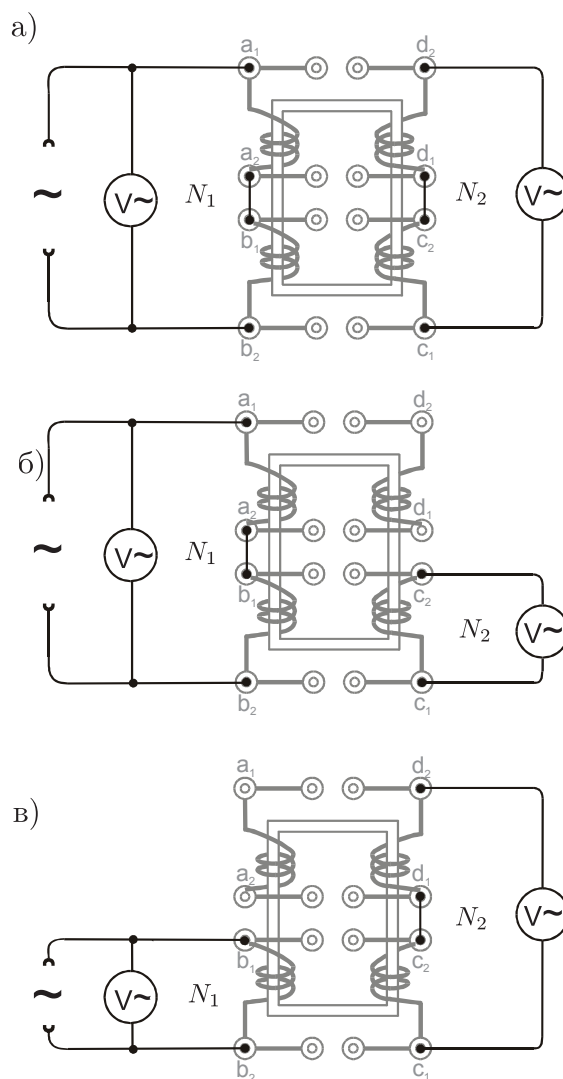 а)
a₁ d₂
a₂ d₁
~ V~ N₁ N₂ V~
b₁ c₂
b₂ c₁
б)
a₁ d₂
a₂ d₁
~ V~ N₁
b₁ c₂
N₂ V~
b₂ c₁
в)
a₁ d₂
a₂ d₁
N₂ V~
b₁ c₂
~ V~ N₁
b₂ c₁